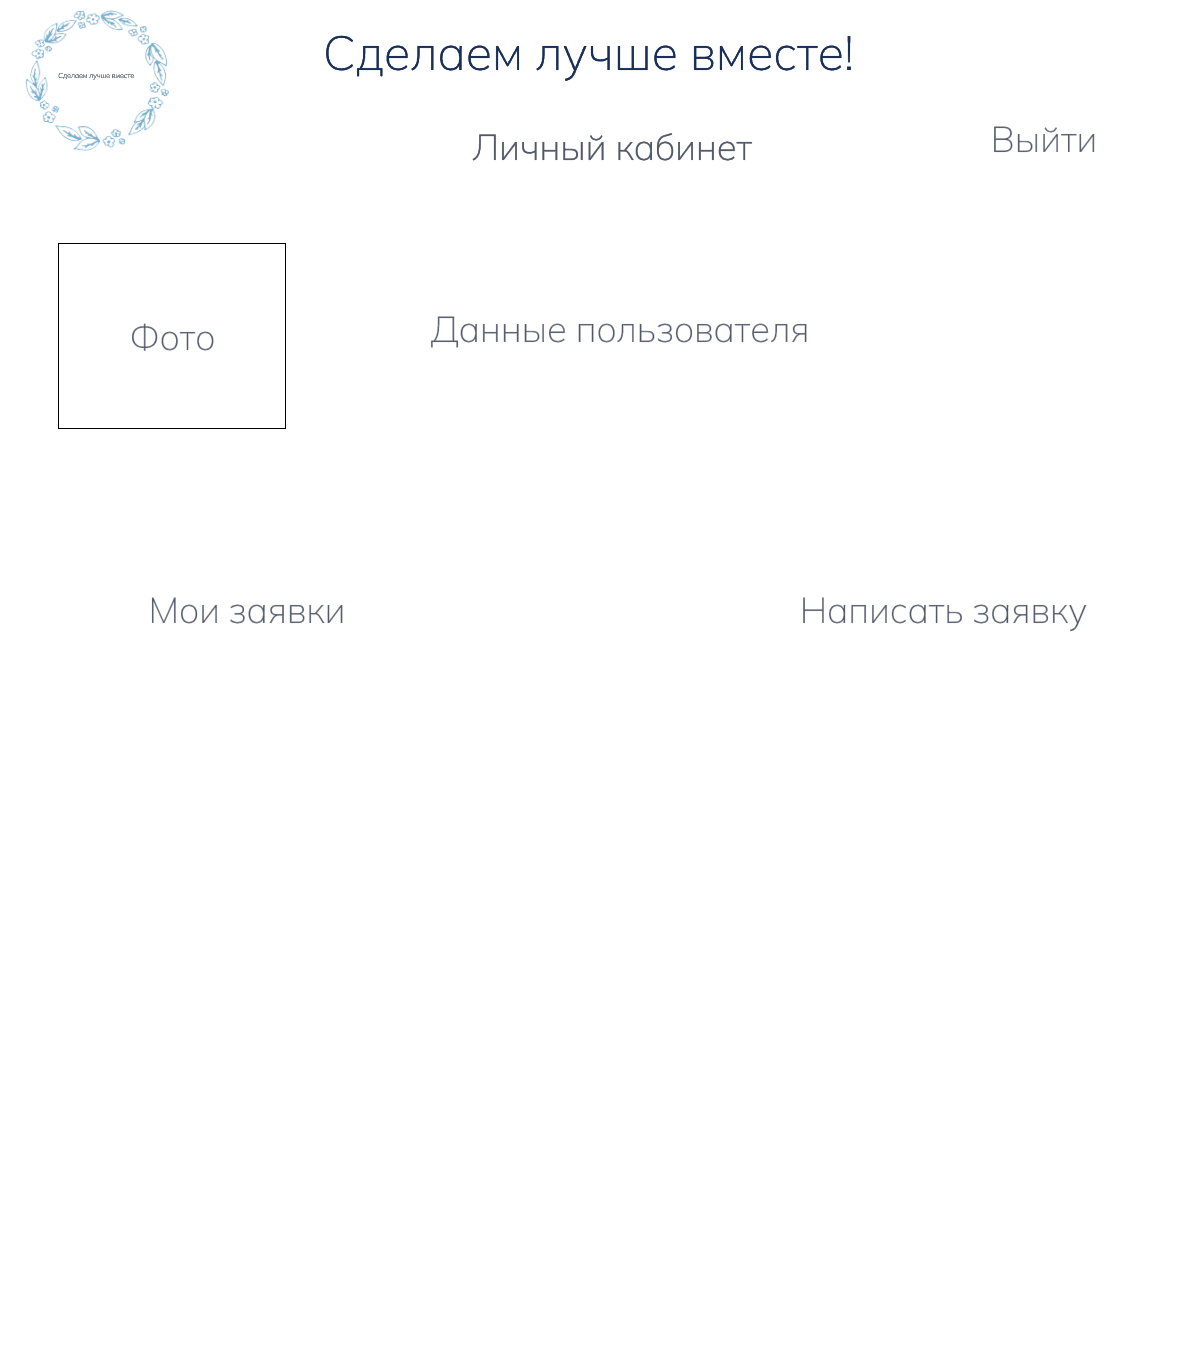 Сделаем лучше вместе!
Сделаем лучше вместе
Личный кабинет
Выйти
Фото
Данные пользователя
Мои заявки
Написать заявку